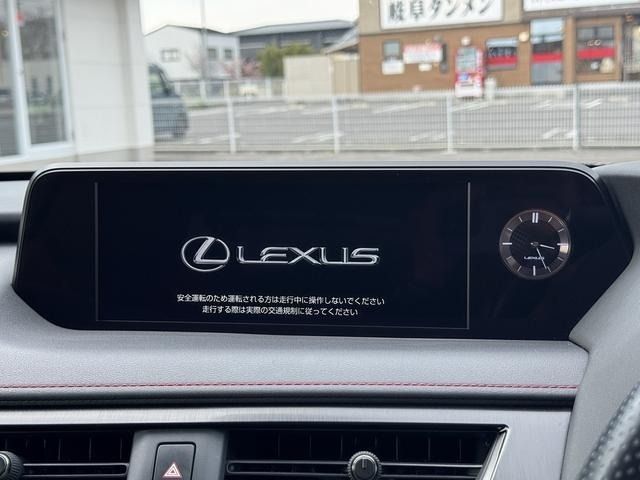 岐阜タンメン
LEXUS
安全運転のため運転される方は走行中に操作しないでください
走行する際は実際の交通規制に従ってください
LEXUS